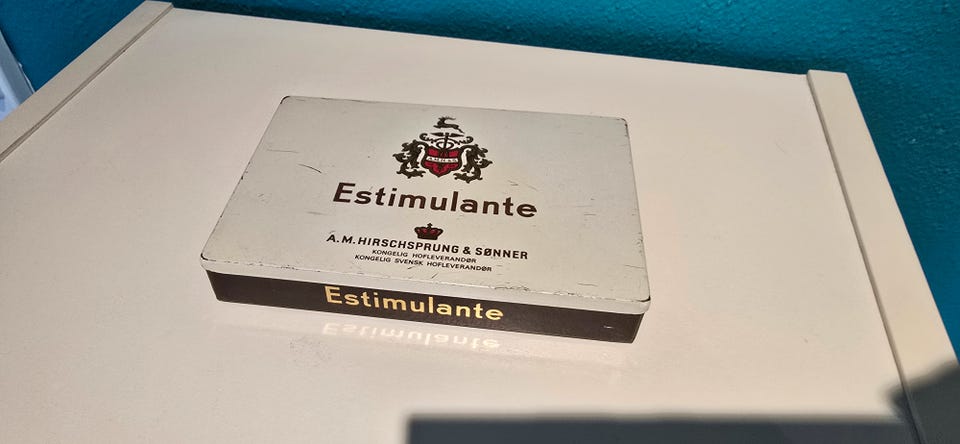 Estimulante
A.M. HIRSCHSPRUNG & SØNNER
KONGELIG HOFLEVERANDØR
KONGELIG SVENSK HOFLEVERANDØR
Estimulante